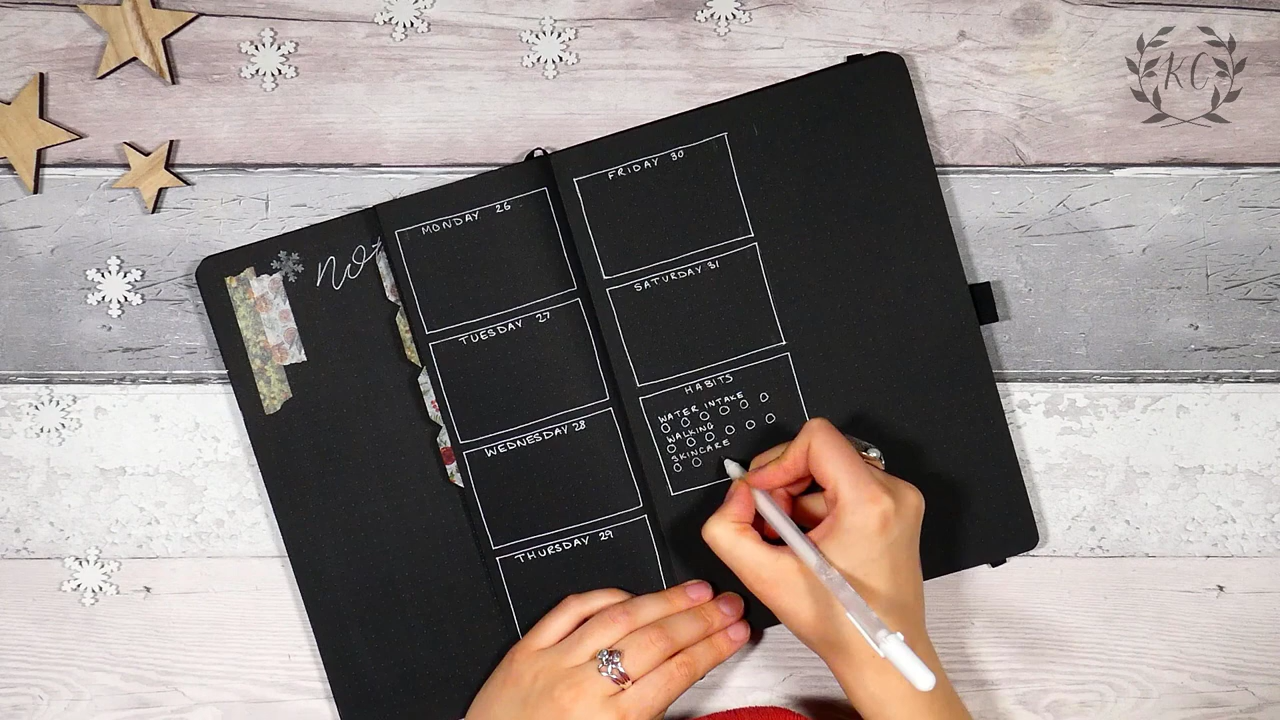 MONDAY 26
TUESDAY 27
WEDNESDAY 28
THURSDAY 29
FRIDAY 30
SATURDAY 31
HABITS
WATER INTAKE
WALKING
SKINCARE
KC